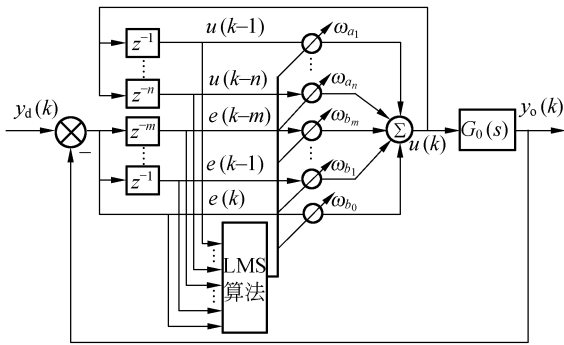 z⁻¹
u(k−1)
ω_{a_1}
z⁻ⁿ
u(k−n)
ω_{a_n}
y_d(k)
−
z⁻ᵐ
e(k−m)
ω_{b_m}
Σ
u(k)
G_0(s)
y_o(k)
z⁻¹
e(k−1)
ω_{b_1}
e(k)
ω_{b_0}
LMS
算法